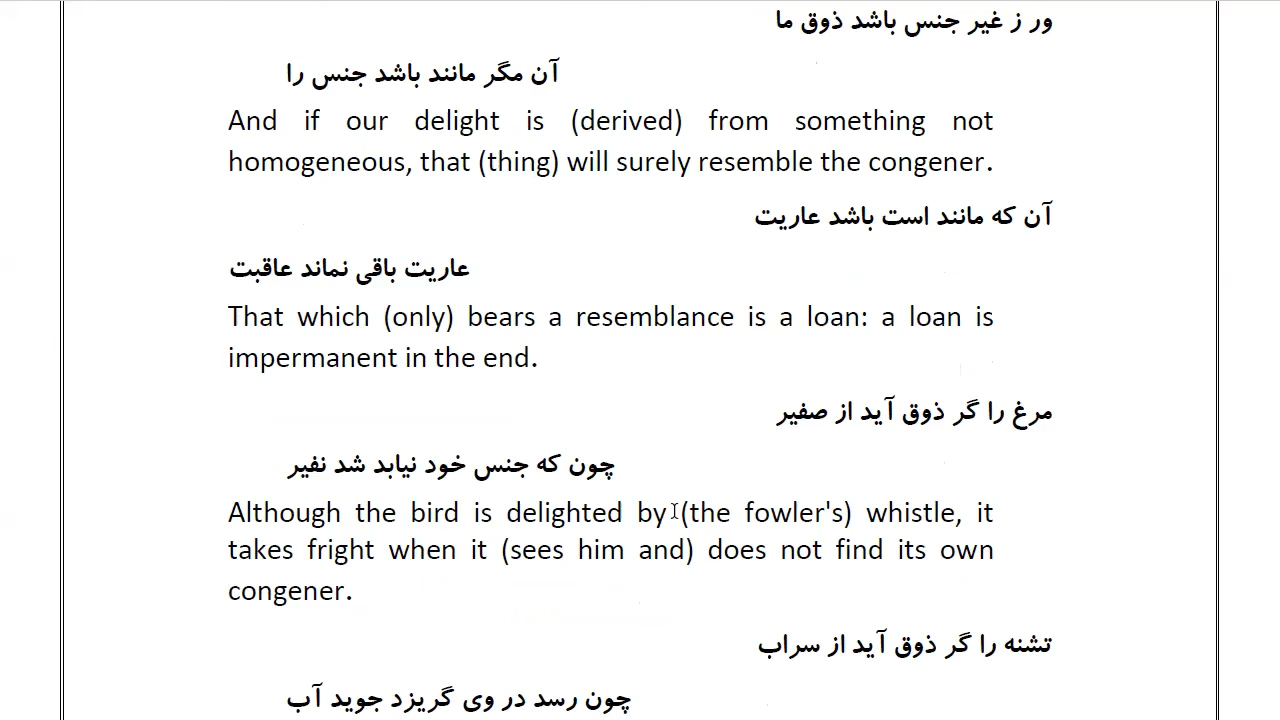 ور ز غیر جنس باشد ذوق ما
آن مگر مانند باشد جنس را
And if our delight is (derived) from something not
homogeneous, that (thing) will surely resemble the congener.
آن که مانند است باشد عاریت
عاریت باقی نماند عاقبت
That which (only) bears a resemblance is a loan: a loan is
impermanent in the end.
مرغ را گر ذوق آید از صفیر
چون که جنس خود نیابد شد نفیر
Although the bird is delighted by (the fowler's) whistle, it
takes fright when it (sees him and) does not find its own
congener.
تشنه را گر ذوق آید از سراب
چون رسد در وی گریزد جوید آب